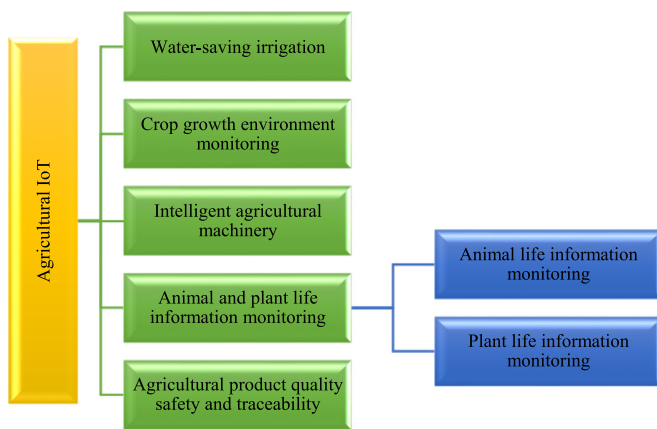 Agricultural IoT
Water-saving irrigation
Crop growth environment
monitoring
Intelligent agricultural
machinery
Animal and plant life
information monitoring
Agricultural product quality
safety and traceability
Animal life information
monitoring
Plant life information
monitoring